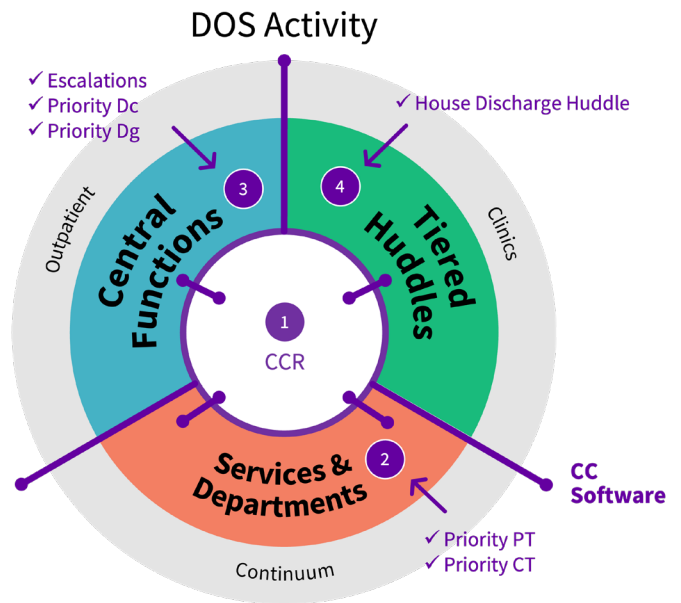 DOS Activity
✓ Escalations
✓ Priority Dc
✓ Priority Dg
✓ House Discharge Huddle
3
4
Outpatient
Clinics
Central
Functions
Tiered
Huddles
1
CCR
2
Services &
Departments
CC
Software
✓ Priority PT
✓ Priority CT
Continuum